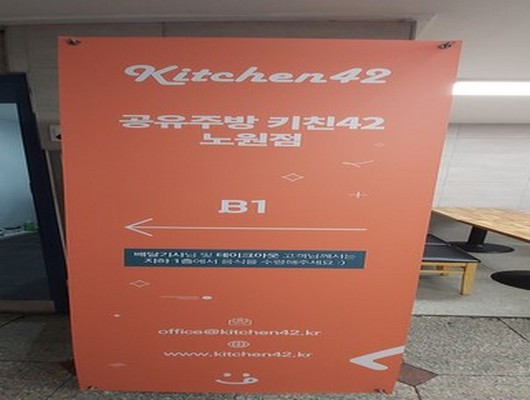 Kitchen42
공유주방 키친42
노원점
B1
배달기사님 및 테이크아웃 고객님께서는
지하 1층에서 음식을 수령해주세요 :)
office@kitchen42.kr
www.kitchen42.kr